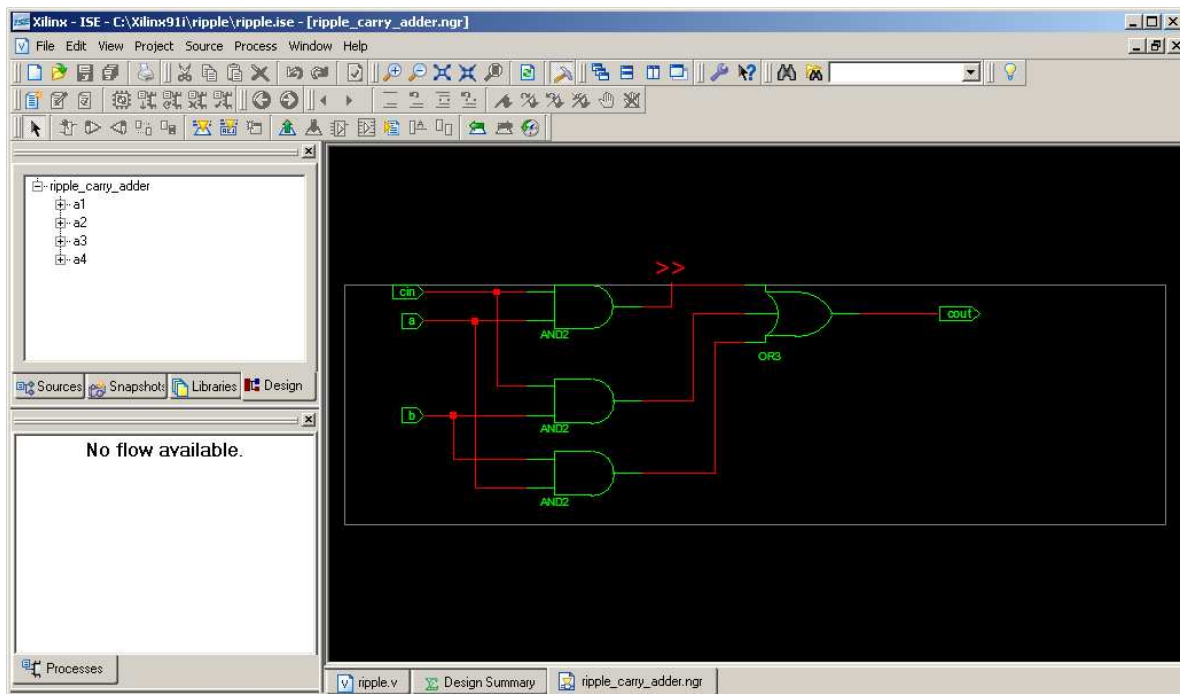 Xilinx - ISE - C:\Xilinx91i\ripple\ripple.ise - [ripple_carry_adder.ngr]
File Edit View Project Source Process Window Help
ripple_carry_adder
a1
a2
a3
a4
Sources Snapshots Libraries Design
No flow available.
Processes
>>
cin
a
AND2
cout
OR3
b
AND2
AND2
ripple.v Design Summary ripple_carry_adder.ngr